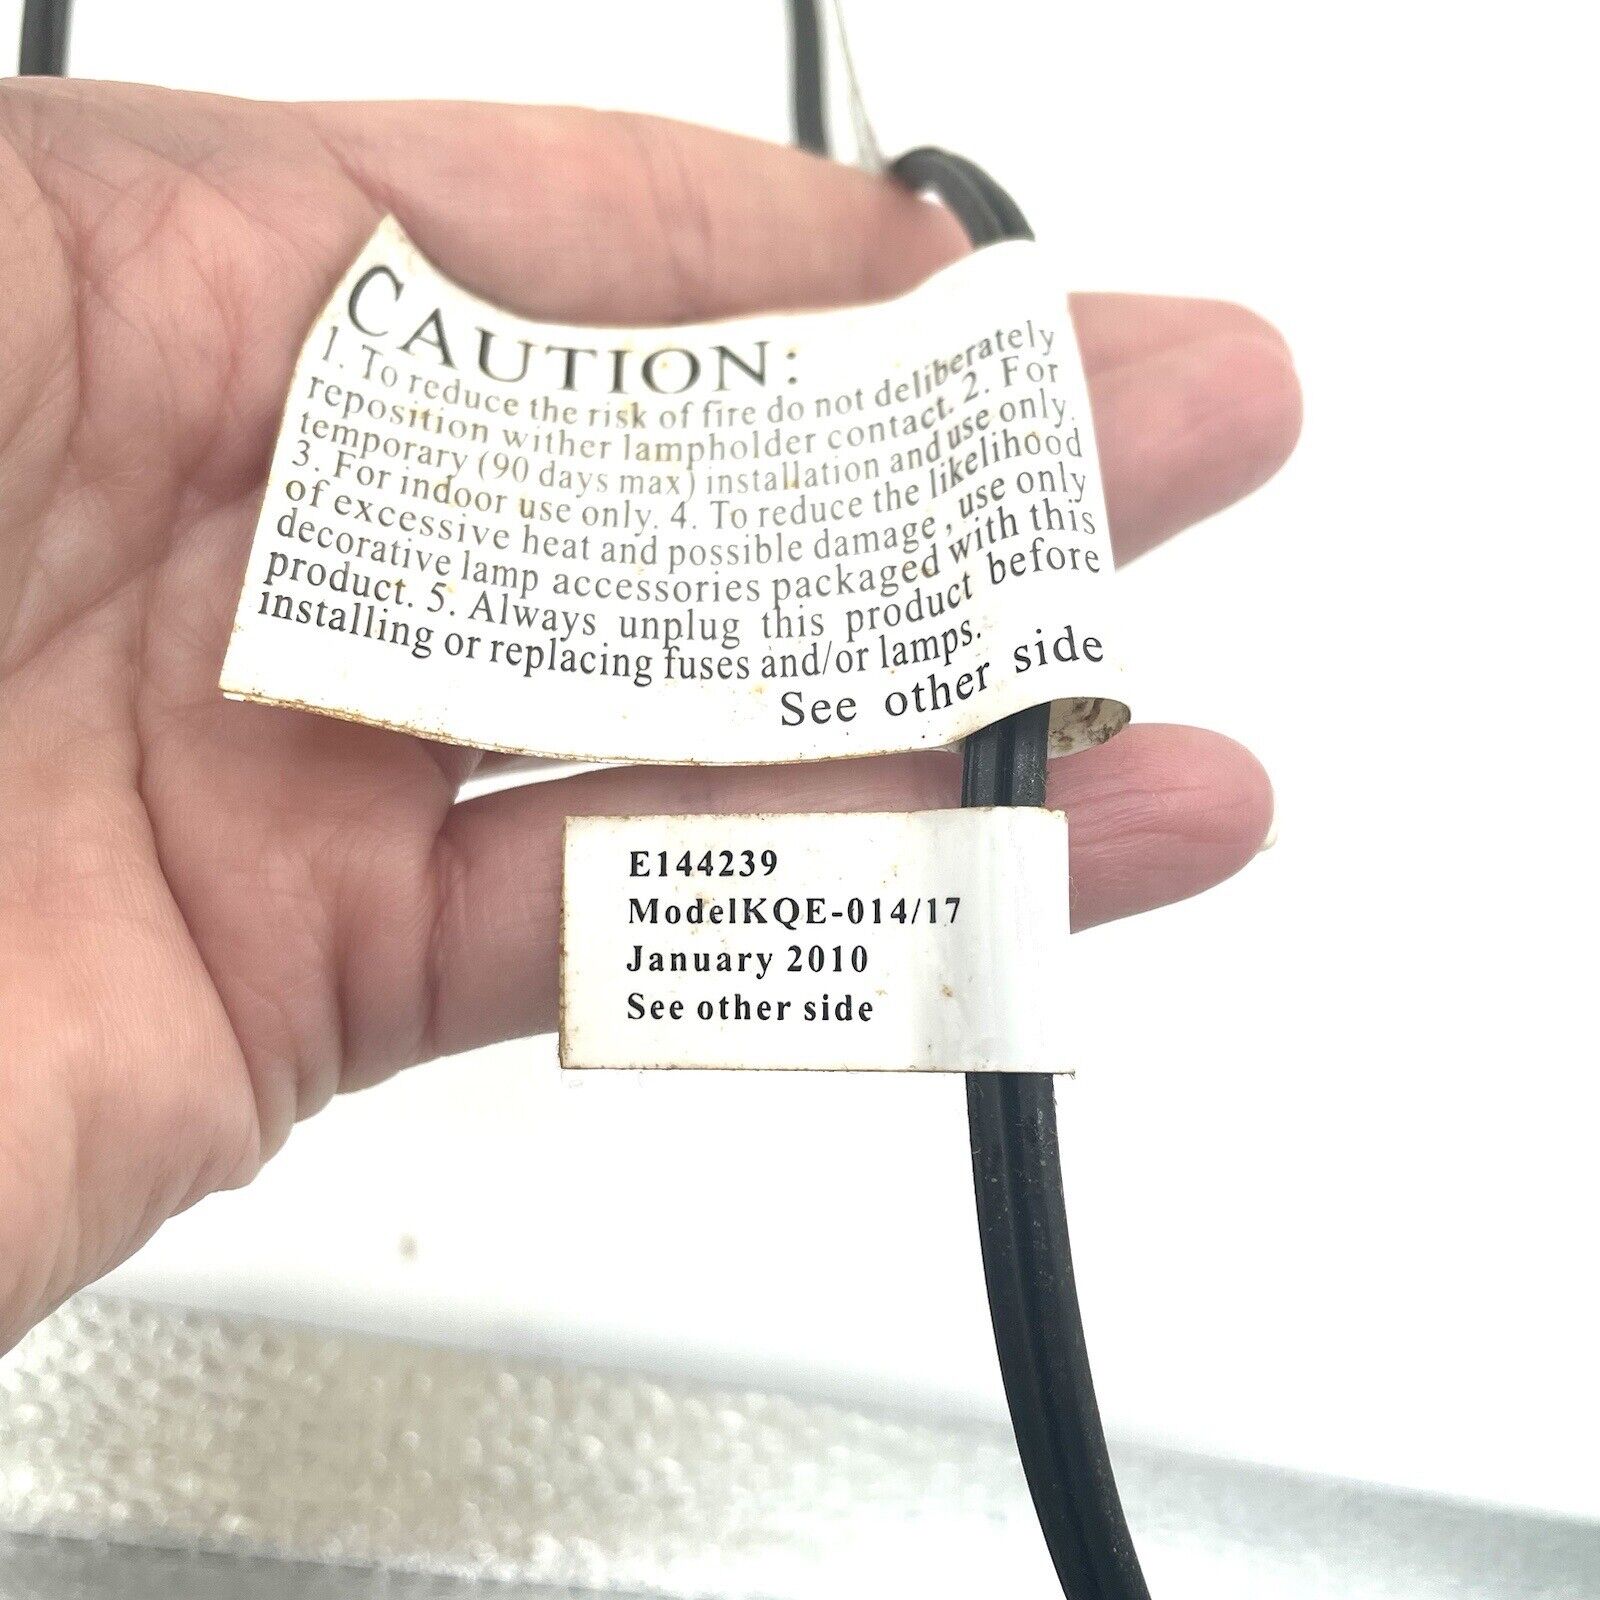 CAUTION:
1. To reduce the risk of fire do not deliberately
reposition wither lampholder contact. 2. For
temporary (90 days max) installation and use only.
3. For indoor use only. 4. To reduce the likelihood
of excessive heat and possible damage, use only
decorative lamp accessories packaged with this
product. 5. Always unplug this product before
installing or replacing fuses and/or lamps.
See other side
E144239
ModelKQE-014/17
January 2010
See other side